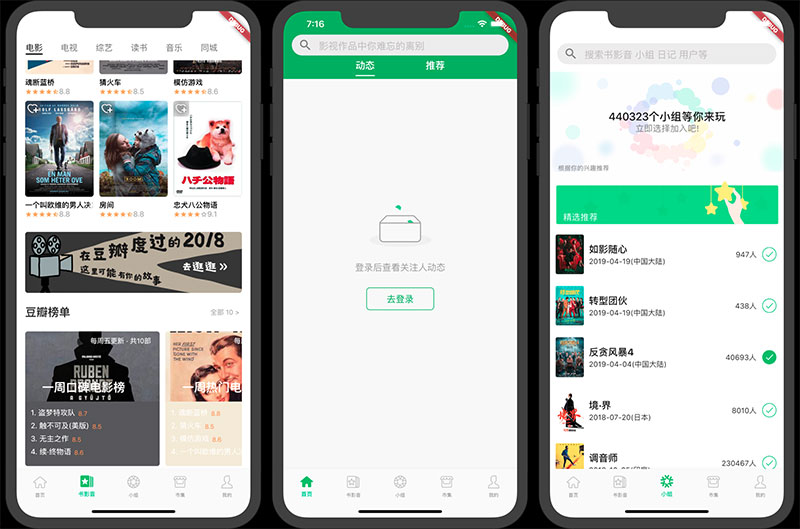 电影 电视 综艺 读书 音乐 同城
DEBUG
魂断蓝桥
8.8
猜火车
8.5
模仿游戏
8.6
ROLF LASSGÅRD
EN MAN
SOM HETER OVE
ROOM
ハチ公物語
DVD
一个叫欧维的男人决
8.8
房间
8.8
忠犬八公物语
9.1
在豆瓣度过的2018
这里可能有你的故事
去逛逛
豆瓣榜单
全部 10 >
每周五更新 · 共10部
RUBEN
A GYŰJTŐ
一周口碑电影榜
1. 盗梦特攻队 8.7
2. 触不可及(美版) 8.5
3. 无主之作 8.5
4. 续·终物语 8.6
HER FIRST
PICTURE SINCE
GONE WITH
THE WIND
每周
一周热门电
1. 魂断蓝桥 8.8
2. 猜火车 8.5
3. 模仿游戏 8.6
4. 一个叫欧维的男人
首页 书影音 小组 市集 我的
7:16
DEBUG
影视作品中你难忘的离别
动态 推荐
登录后查看关注人动态
去登录
首页 书影音 小组 市集 我的
DEBUG
搜索书影音 小组 日记 用户等
440323个小组等你来玩
立即选择加入吧!
根据你的兴趣推荐
精选推荐
如影随心
2019-04-19(中国大陆)
947人
转型团伙
2019-04-19(中国大陆)
438人
反贪风暴4
2019-04-04(中国大陆)
40693人
境·界
2018-07-20(日本)
8010人
调音师
230467人
首页 书影音 小组 市集 我的